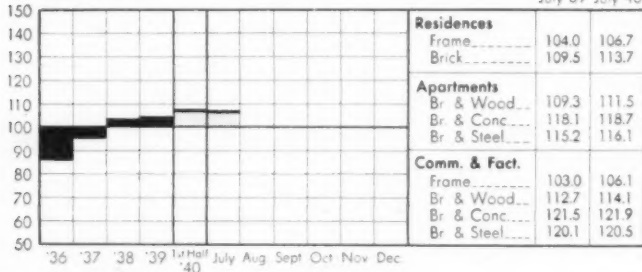 July '39 July '40
150
140
130
120
110
100
90
80
70
60
50
'36 '37 '38 '39 1st Half '40 July Aug. Sept Oct Nov Dec.
Residences
Frame 104.0 106.7
Brick 109.5 113.7
Apartments
Br & Wood 109.3 111.5
Br & Conc 118.1 118.7
Br & Steel 115.2 116.1
Comm. & Fact.
Frame 103.0 106.1
Br & Wood 112.7 114.1
Br & Conc 121.5 121.9
Br & Steel 120.1 120.5